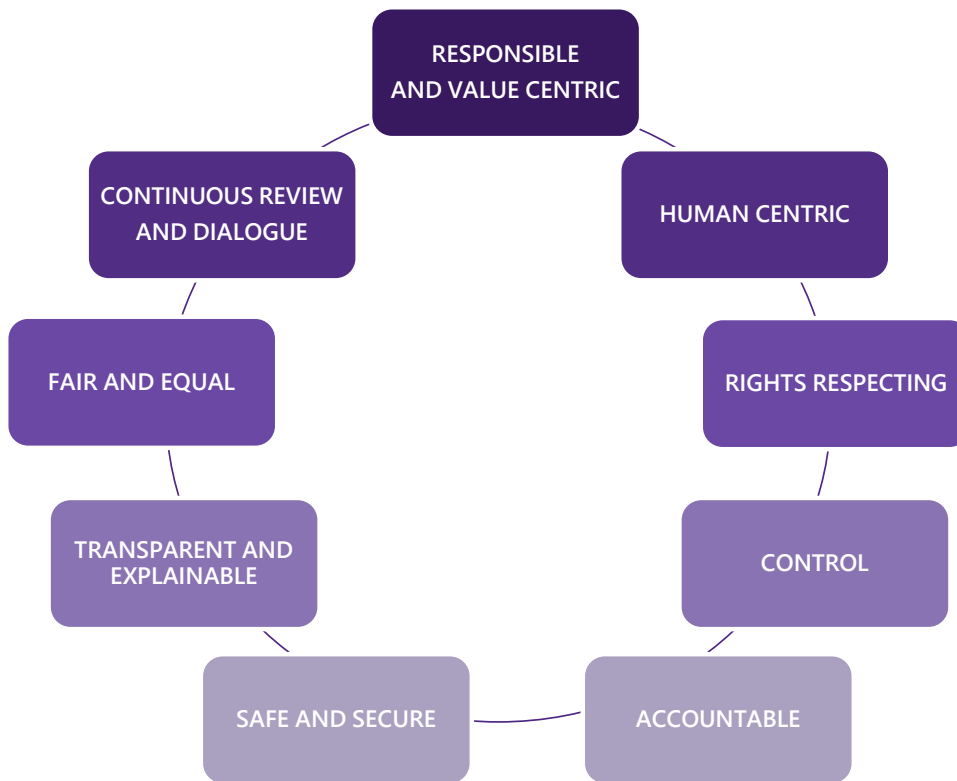 RESPONSIBLE
AND VALUE CENTRIC
HUMAN CENTRIC
RIGHTS RESPECTING
CONTROL
ACCOUNTABLE
SAFE AND SECURE
TRANSPARENT AND
EXPLAINABLE
FAIR AND EQUAL
CONTINUOUS REVIEW
AND DIALOGUE